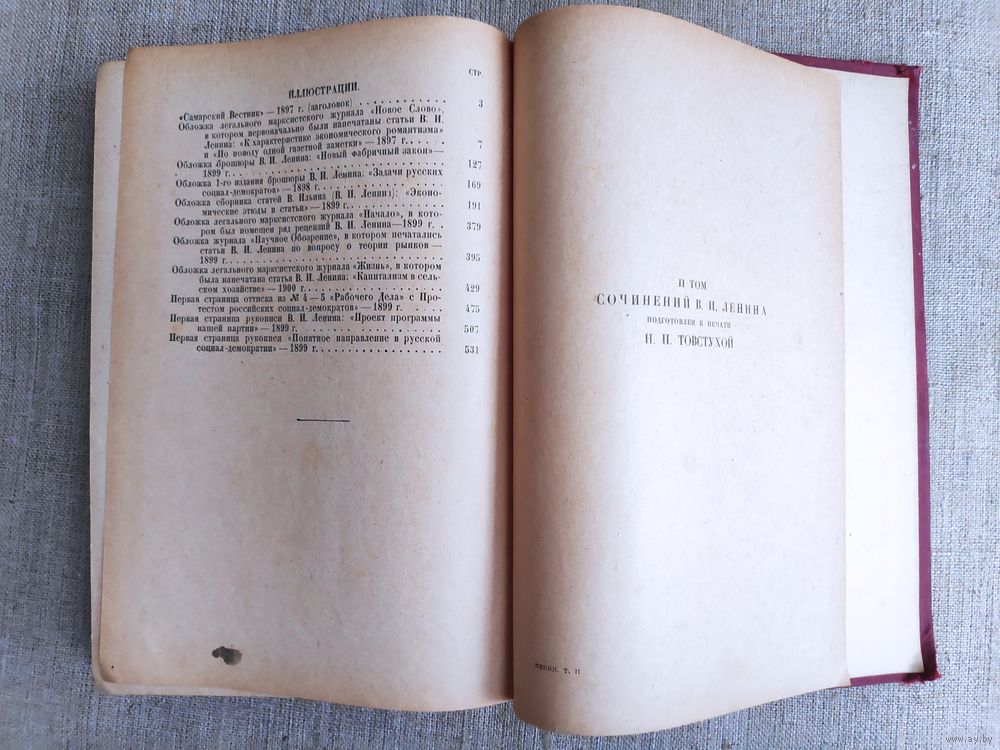 СТР.
ИЛЛЮСТРАЦИИ.
«Самарский Вестник» — 1897 г. (заголовок) . . . . . . . . . . 3
Обложка легального марксистского журнала «Новое Слово»,
в котором первоначально были напечатаны статьи В. И.
Ленина: «К характеристике экономического романтизма»
и «По поводу одной газетной заметки» — 1897 г. . . . . 7
Обложка брошюры В. И. Ленина: «Новый фабричный закон» —
1899 г. . . . . . . . . . . . . . . . . . . . 127
Обложка 1-го издания брошюры В. И. Ленина: «Задачи русских
социал-демократов» — 1898 г. . . . . . . . . . . . . 169
Обложка сборника статей В. Ильина (В. И. Ленина): «Эконо-
мические этюды и статьи» — 1899 г. . . . . . . . . . 191
Обложка легального марксистского журнала «Начало», в кото-
ром был помещен ряд рецензий В. И. Ленина — 1899 г. . 379
Обложка журнала «Научное Обозрение», в котором печатались
статьи В. И. Ленина по вопросу о теории рынков —
1899 г. . . . . . . . . . . . . . . . . . . . 395
Обложка легального марксистского журнала «Жизнь», в котором
была напечатана статья В. И. Ленина: «Капитализм в сель-
ском хозяйстве» — 1900 г. . . . . . . . . . . . . . 429
Первая страница оттиска из № 4 — 5 «Рабочего Дела» с Про-
тестом российских социал-демократов» — 1899 г. . . . . . 475
Первая страница рукописи В. И. Ленина: «Проект программы
нашей партии» — 1899 г. . . . . . . . . . . . . . . 507
Первая страница рукописи «Попятное направление в русской
социал-демократии» — 1899 г. . . . . . . . . . . . . 531
II ТОМ
СОЧИНЕНИЙ В. И. ЛЕНИНА
ПОДГОТОВЛЕН К ПЕЧАТИ
И. П. ТОВСТУХОЙ
ЛЕНИН. Т. II
www.ay.by